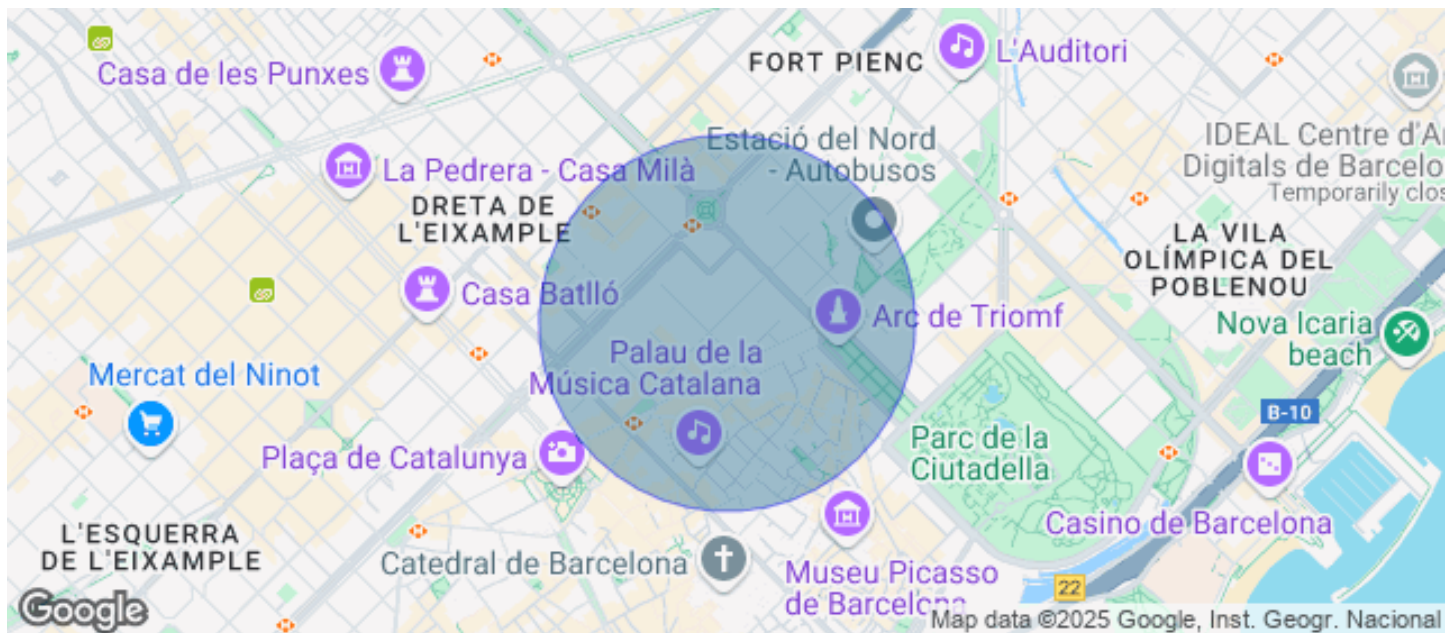 Casa de les Punxes
FORT PIENC
L'Auditori
La Pedrera - Casa Milà
Estació del Nord
- Autobusos
IDEAL Centre d'A
Digitals de Barcelo
Temporarily clos
DRETA DE
L'EIXAMPLE
LA VILA
OLÍMPICA DEL
POBLENOU
Casa Batlló
Arc de Triomf
Nova Icaria
beach
Mercat del Ninot
Palau de la
Música Catalana
B-10
Plaça de Catalunya
Parc de la
Ciutadella
Casino de Barcelona
L'ESQUERRA
DE L'EIXAMPLE
Catedral de Barcelona
Museu Picasso
de Barcelona
22
Google
Map data ©2025 Google, Inst. Geogr. Nacional